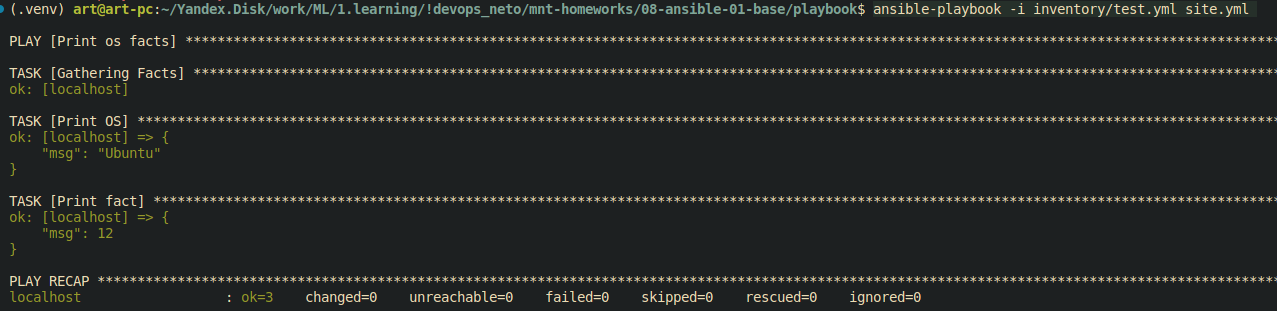 (.venv) art@art-pc:~/Yandex.Disk/work/ML/1.learning/!devops_neto/mnt-homeworks/08-ansible-01-base/playbook$ ansible-playbook -i inventory/test.yml site.yml
PLAY [Print os facts] ****************************************************************************************************************************************
TASK [Gathering Facts] ***************************************************************************************************************************************
ok: [localhost]
TASK [Print OS] **********************************************************************************************************************************************
ok: [localhost] => {
    "msg": "Ubuntu"
}
TASK [Print fact] ********************************************************************************************************************************************
ok: [localhost] => {
    "msg": 12
}
PLAY RECAP ***************************************************************************************************************************************************
localhost                  : ok=3    changed=0    unreachable=0    failed=0    skipped=0    rescued=0    ignored=0